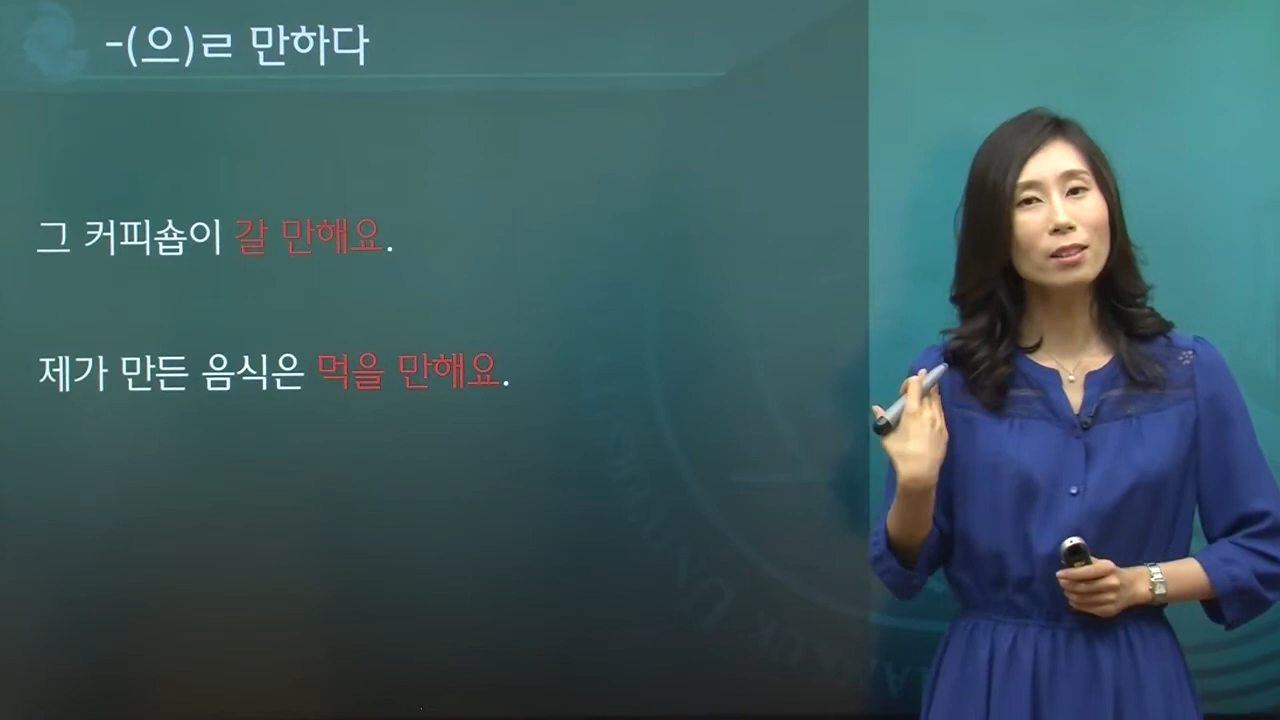 -(으)ㄹ 만하다
그 커피숍이 갈 만해요.
제가 만든 음식은 먹을 만해요.